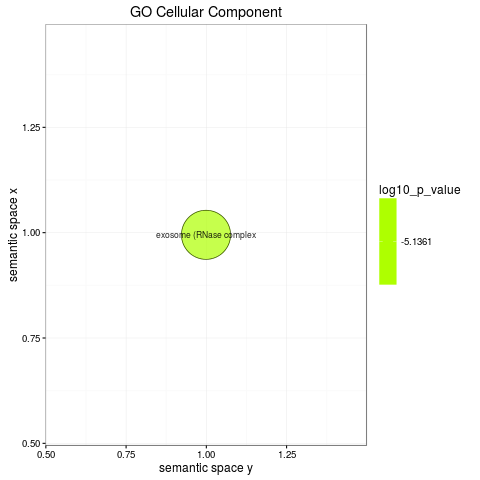 GO Cellular Component
semantic space x
1.25
1.00
0.75
0.50
exosome (RNase complex
0.50
0.75
1.00
1.25
semantic space y
log10_p_value
-5.1361